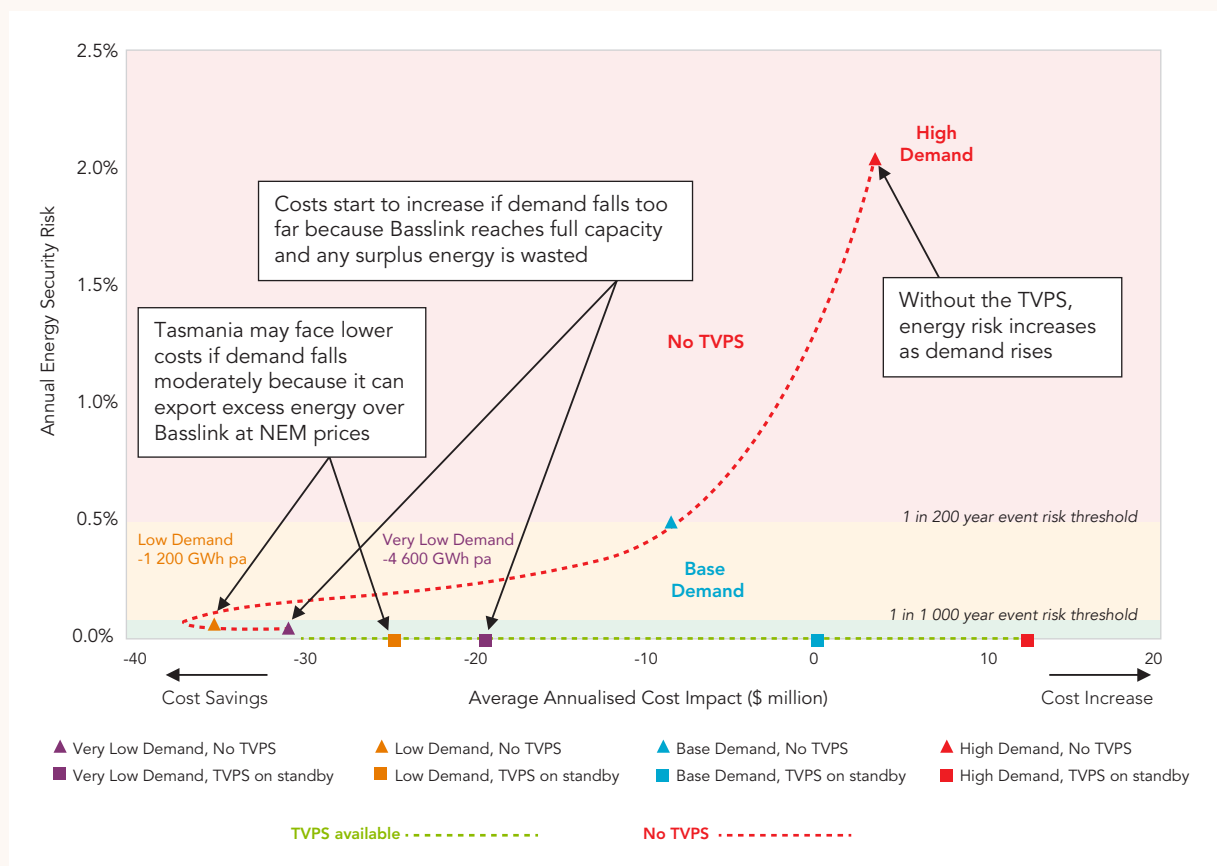 2.5%
2.0%
1.5%
1.0%
0.5%
0.0%
Annual Energy Security Risk
High
Demand
Costs start to increase if demand falls too
far because Basslink reaches full capacity
and any surplus energy is wasted
Without the TVPS,
energy risk increases
as demand rises
Tasmania may face lower
costs if demand falls
moderately because it can
export excess energy over
Basslink at NEM prices
No TVPS
1 in 200 year event risk threshold
Low Demand
-1 200 GWh pa
Very Low Demand
-4 600 GWh pa
Base
Demand
1 in 1 000 year event risk threshold
-40 -30 -20 -10 0 10 20
Cost Savings
Average Annualised Cost Impact ($ million)
Cost Increase
Very Low Demand, No TVPS
Low Demand, No TVPS
Base Demand, No TVPS
High Demand, No TVPS
Very Low Demand, TVPS on standby
Low Demand, TVPS on standby
Base Demand, TVPS on standby
High Demand, TVPS on standby
TVPS available
No TVPS